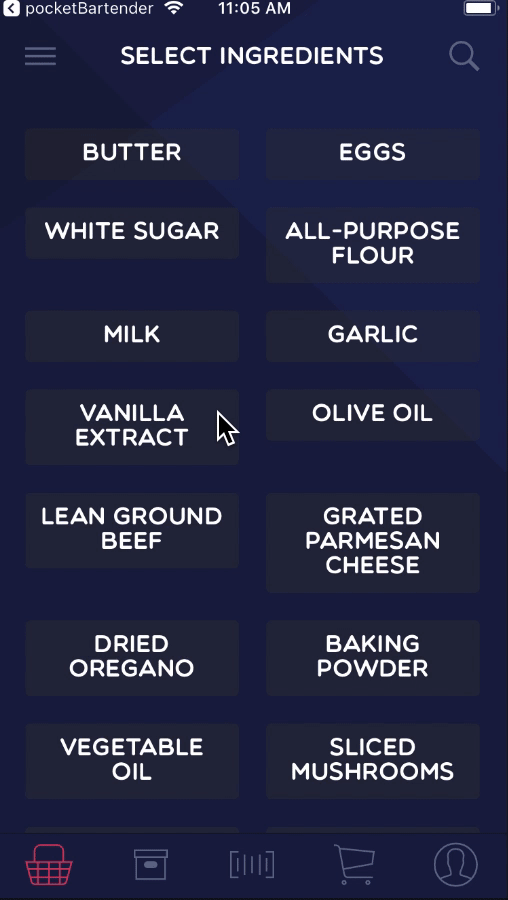 pocketBartender
11:05 AM
SELECT INGREDIENTS
BUTTER
EGGS
WHITE SUGAR
ALL-PURPOSE
FLOUR
MILK
GARLIC
VANILLA
EXTRACT
OLIVE OIL
LEAN GROUND
BEEF
GRATED
PARMESAN
CHEESE
DRIED
OREGANO
BAKING
POWDER
VEGETABLE
OIL
SLICED
MUSHROOMS